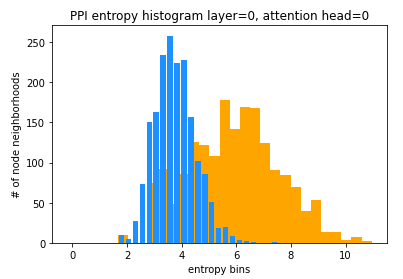 PPI entropy histogram layer=0, attention head=0
# of node neighborhoods
250
200
150
100
50
0
0 2 4 6 8 10
entropy bins